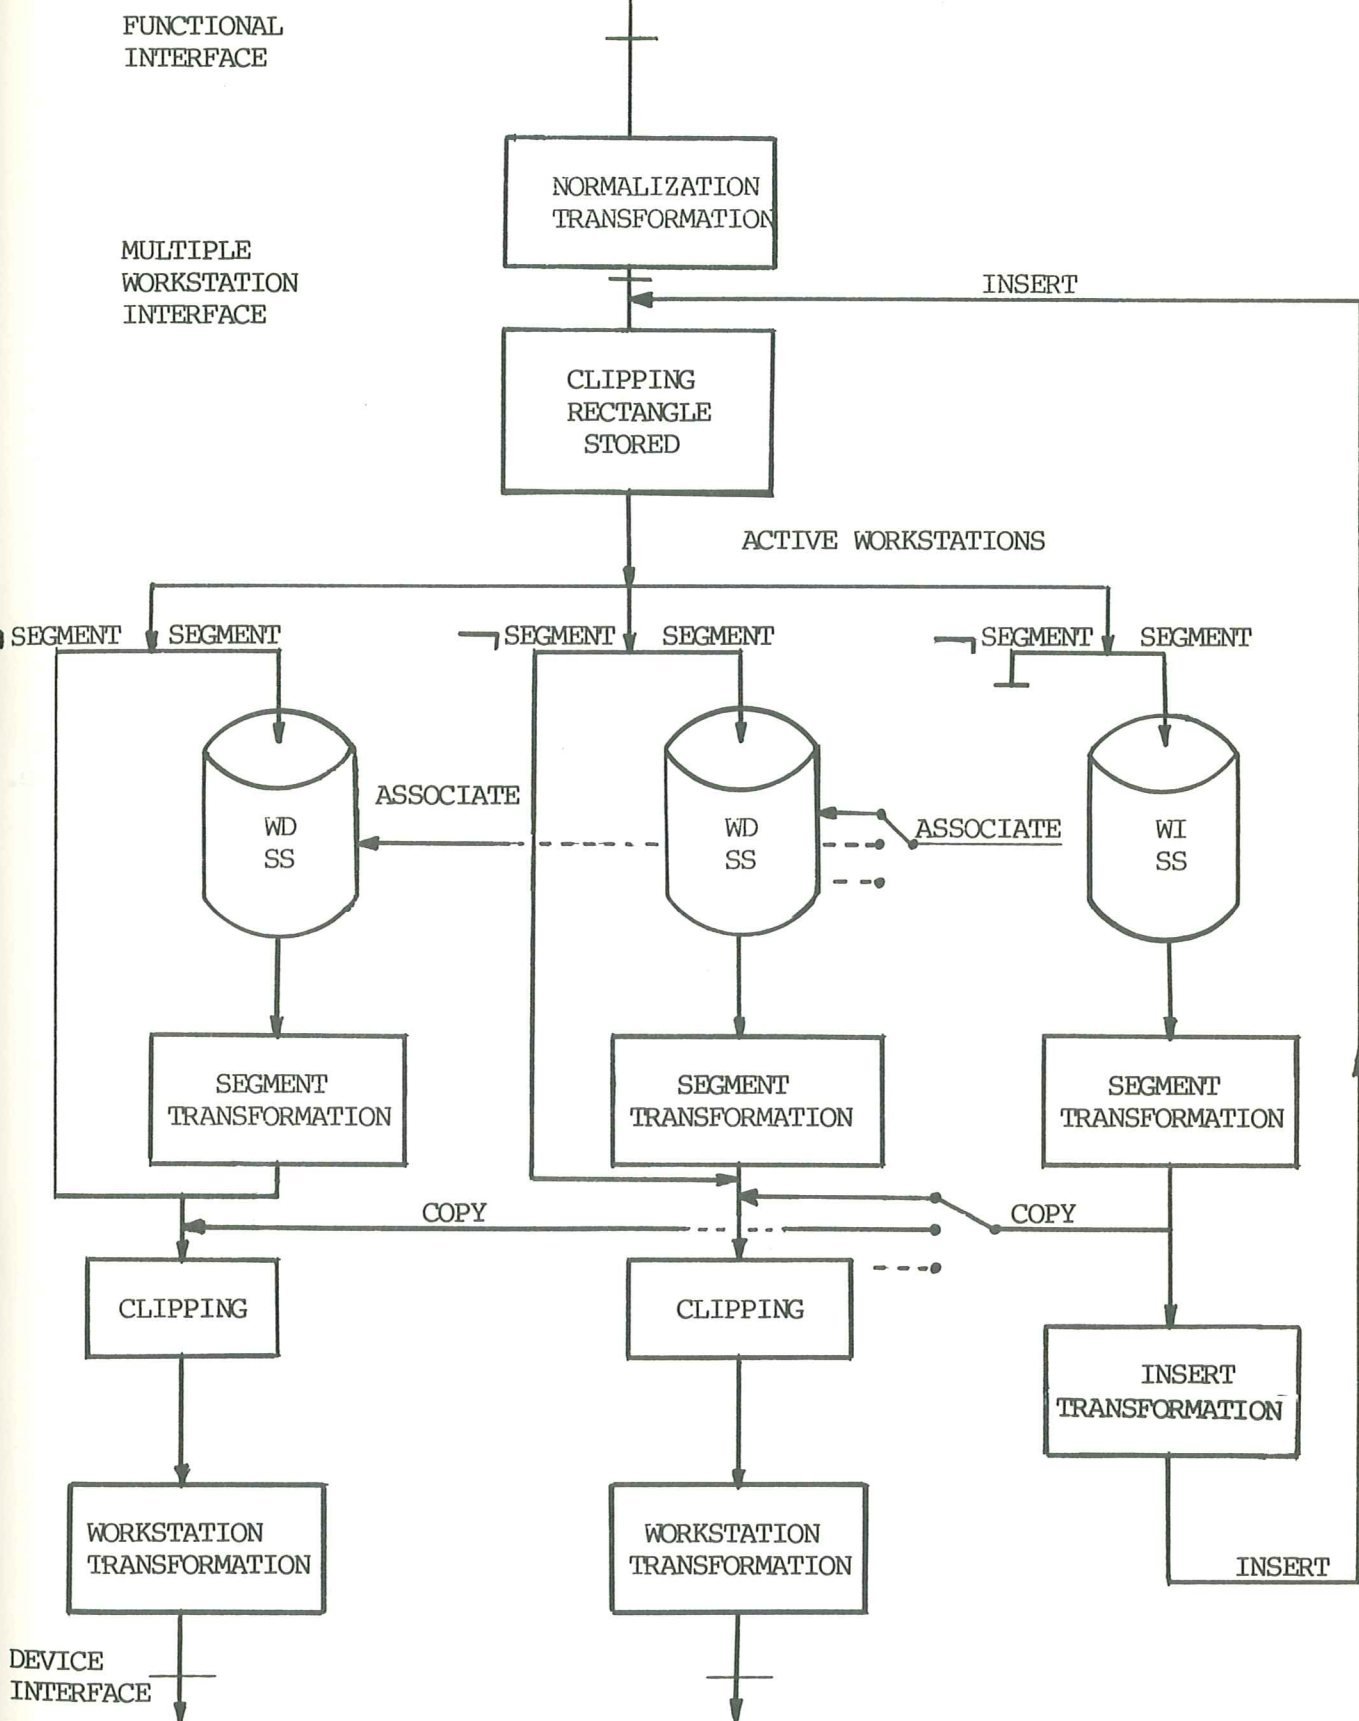 FUNCTIONAL
INTERFACE
NORMALIZATION
TRANSFORMATION
MULTIPLE
WORKSTATION
INTERFACE
INSERT
CLIPPING
RECTANGLE
STORED
ACTIVE WORKSTATIONS
¬ SEGMENT SEGMENT
¬ SEGMENT SEGMENT
¬ SEGMENT SEGMENT
ASSOCIATE
WD
SS
WD
SS
ASSOCIATE
WI
SS
SEGMENT
TRANSFORMATION
SEGMENT
TRANSFORMATION
SEGMENT
TRANSFORMATION
COPY
COPY
CLIPPING
CLIPPING
INSERT
TRANSFORMATION
WORKSTATION
TRANSFORMATION
WORKSTATION
TRANSFORMATION
INSERT
DEVICE
INTERFACE